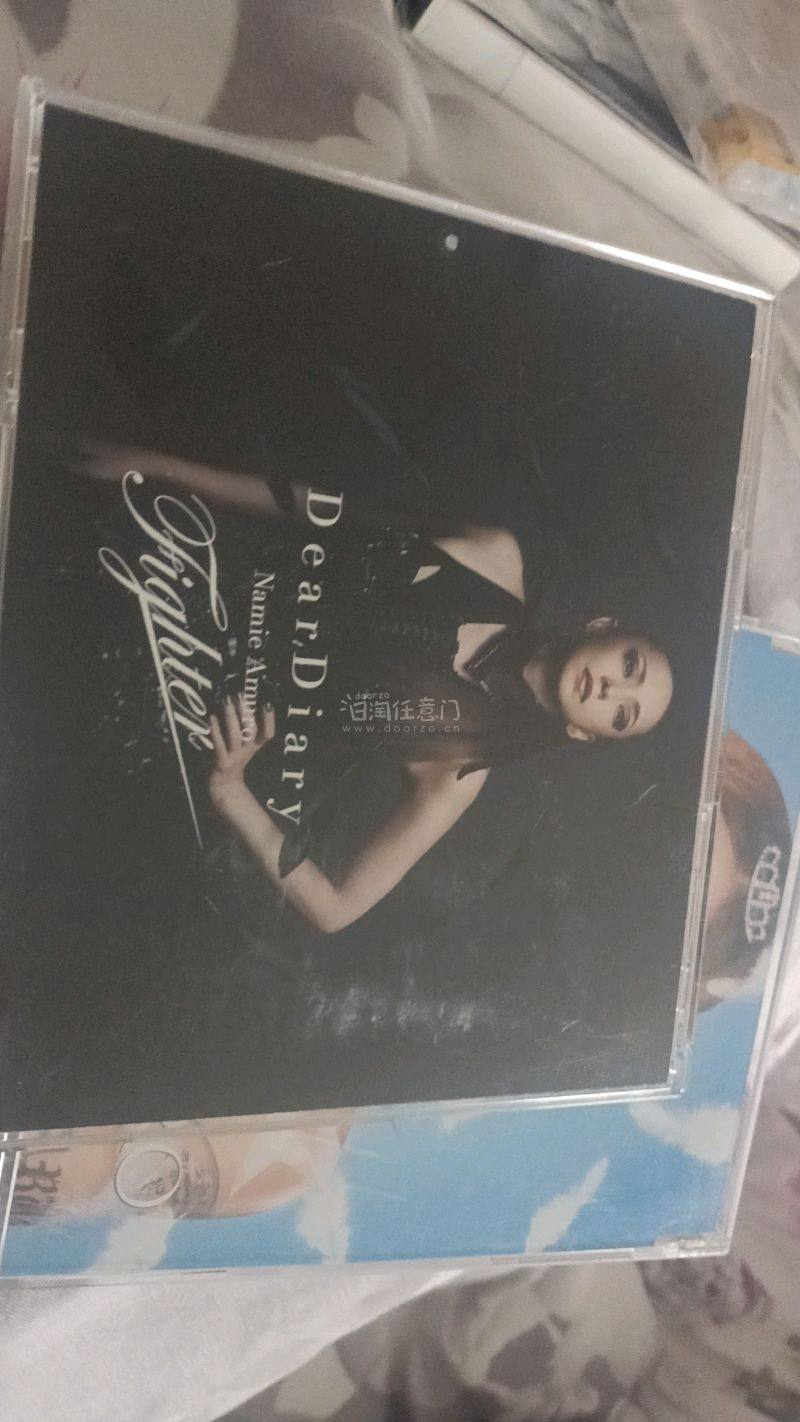 Dear Diary
Namie Amuro
Fighter
doorzo
日淘任意门
www.doorzo.cn